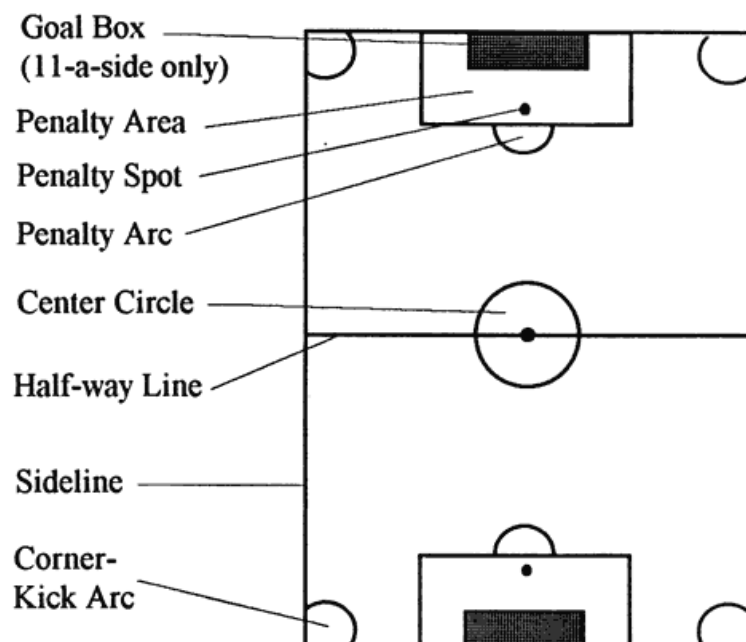 Goal Box
(11-a-side only)
Penalty Area
Penalty Spot
Penalty Arc
Center Circle
Half-way Line
Sideline
Corner-
Kick Arc